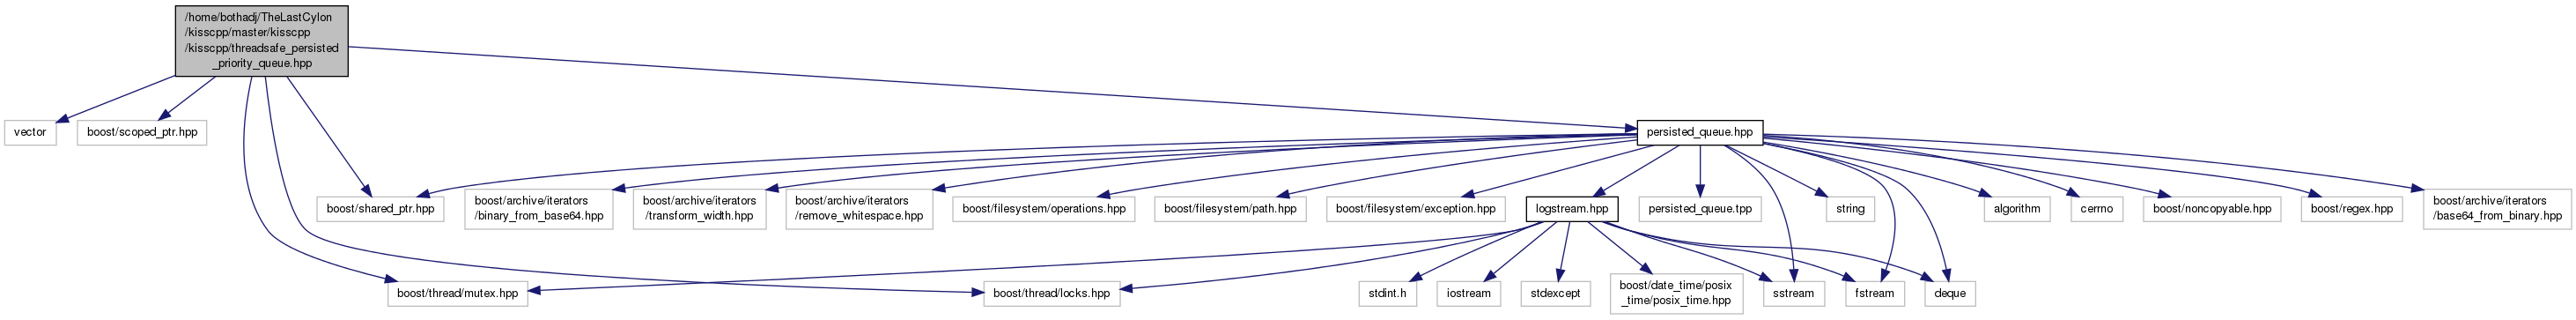 /home/bothadj/TheLastCylon
/kisscpp/master/kisscpp
/kisscpp/threadsafe_persisted
_priority_queue.hpp
vector
boost/scoped_ptr.hpp
persisted_queue.hpp
boost/shared_ptr.hpp
boost/archive/iterators
/binary_from_base64.hpp
boost/archive/iterators
/transform_width.hpp
boost/archive/iterators
/remove_whitespace.hpp
boost/filesystem/operations.hpp
boost/filesystem/path.hpp
boost/filesystem/exception.hpp
logstream.hpp
persisted_queue.tpp
string
algorithm
cerrno
boost/noncopyable.hpp
boost/regex.hpp
boost/archive/iterators
/base64_from_binary.hpp
boost/thread/mutex.hpp
boost/thread/locks.hpp
stdint.h
iostream
stdexcept
boost/date_time/posix
_time/posix_time.hpp
sstream
fstream
deque